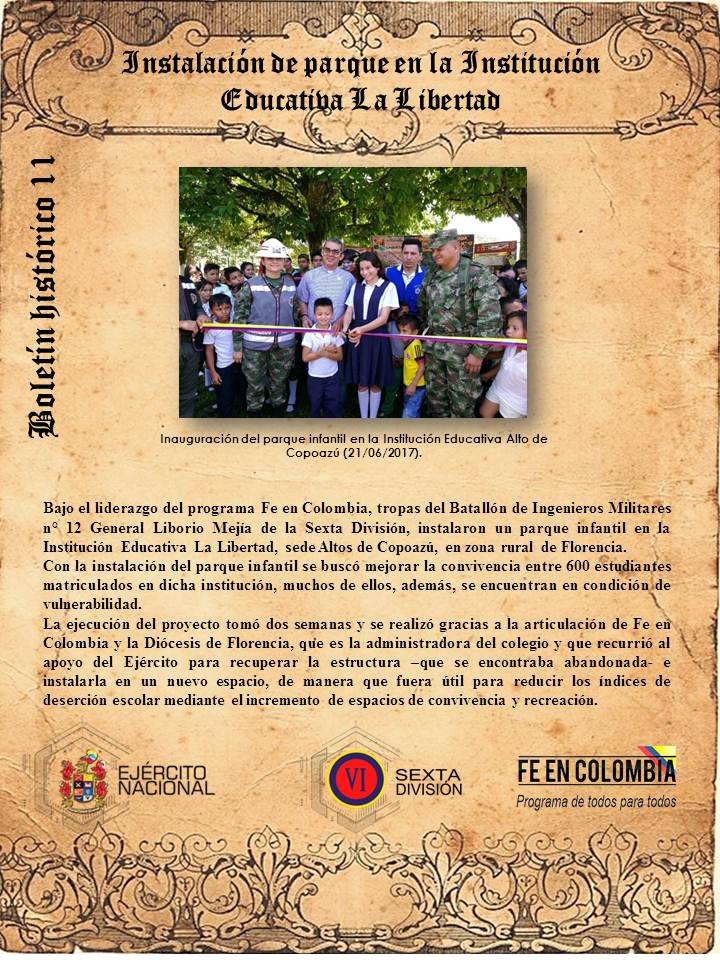 Instalación de parque en la Institución
Educativa La Libertad
Boletín histórico 11
Inauguración del parque infantil en la Institución Educativa Alto de
Copoazú (21/06/2017).
Bajo el liderazgo del programa Fe en Colombia, tropas del Batallón de Ingenieros Militares
n° 12 General Liborio Mejía de la Sexta División, instalaron un parque infantil en la
Institución Educativa La Libertad, sede Altos de Copoazú, en zona rural de Florencia.
Con la instalación del parque infantil se buscó mejorar la convivencia entre 600 estudiantes
matriculados en dicha institución, muchos de ellos, además, se encuentran en condición de
vulnerabilidad.
La ejecución del proyecto tomó dos semanas y se realizó gracias a la articulación de Fe en
Colombia y la Diócesis de Florencia, que es la administradora del colegio y que recurrió al
apoyo del Ejército para recuperar la estructura –que se encontraba abandonada- e
instalarla en un nuevo espacio, de manera que fuera útil para reducir los índices de
deserción escolar mediante el incremento de espacios de convivencia y recreación.
EJÉRCITO
NACIONAL
VI
SEXTA
DIVISIÓN
FE EN COLOMBIA
Programa de todos para todos